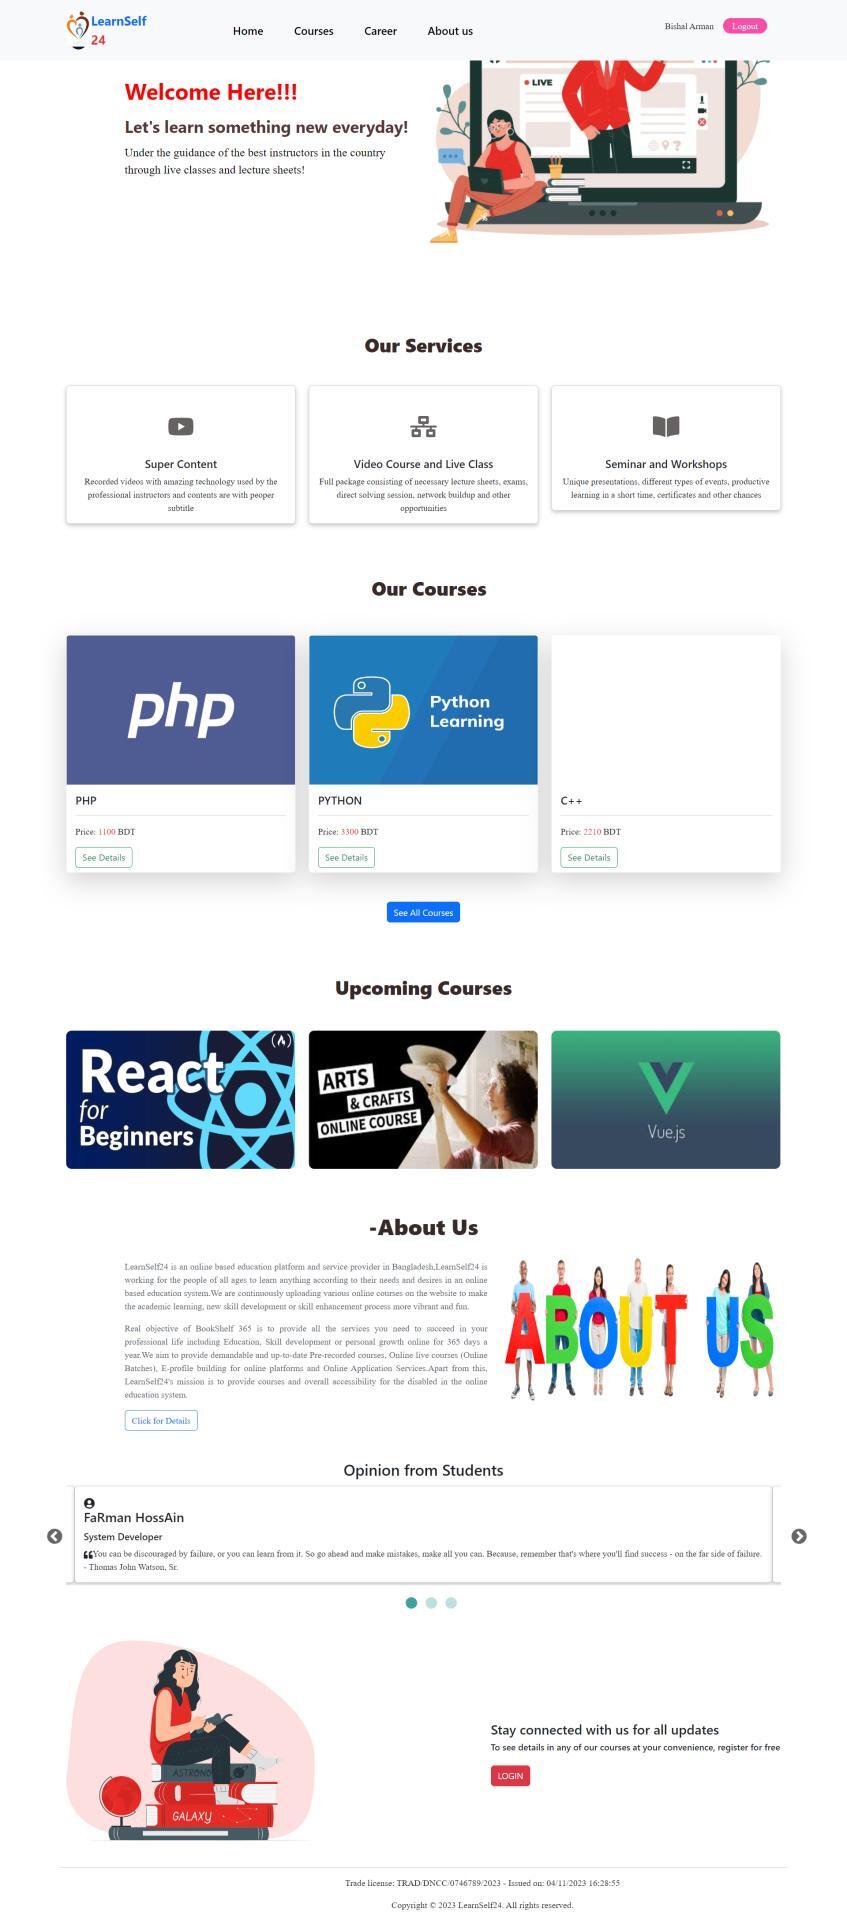 LearnSelf
24
Home
Courses
Career
About us
Bishal Arman
Logout
LIVE
Welcome Here!!!
Let's learn something new everyday!
Under the guidance of the best instructors in the country
through live classes and lecture sheets!
Our Services
Super Content
Recorded videos with amazing technology used by the
professional instructors and contents are with peoper
subtitle
Video Course and Live Class
Full package consisting of necessary lecture sheets, exams,
direct solving session, network buildup and other
opportunities
Seminar and Workshops
Unique presentations, different types of events, productive
learning in a short time, certificates and other chances
Our Courses
php
PHP
Price: 1100 BDT
See Details
Python
Learning
PYTHON
Price: 3300 BDT
See Details
C++
Price: 2210 BDT
See Details
See All Courses
Upcoming Courses
React
for
Beginners
ARTS
& CRAFTS
ONLINE COURSE
Vue.js
-About Us
LearnSelf24 is an online based education platform and service provider in Bangladesh,LearnSelf24 is
working for the people of all ages to learn anything according to their needs and desires in an online
based education system.We are continuously uploading various online courses on the website to make
the academic learning, new skill development or skill enhancement process more vibrant and fun.
Real objective of BookShelf 365 is to provide all the services you need to succeed in your
professional life including Education, Skill development or personal growth online for 365 days a
year.We aim to provide demandable and up-to-date Pre-recorded courses, Online live courses (Online
Batches), E-profile building for online platforms and Online Application Services.Apart from this,
LearnSelf24's mission is to provide courses and overall accessibility for the disabled in the online
education system.
Click for Details
ABOUT US
Opinion from Students
FaRman HossAin
System Developer
❝You can be discouraged by failure, or you can learn from it. So go ahead and make mistakes, make all you can. Because, remember that's where you'll find success - on the far side of failure.
- Thomas John Watson, Sr.
ASTRONO
GALAXY
Stay connected with us for all updates
To see details in any of our courses at your convenience, register for free
LOGIN
Trade license: TRAD/DNCC/0746789/2023 - Issued on: 04/11/2023 16:28:55
Copyright © 2023 LearnSelf24. All rights reserved.